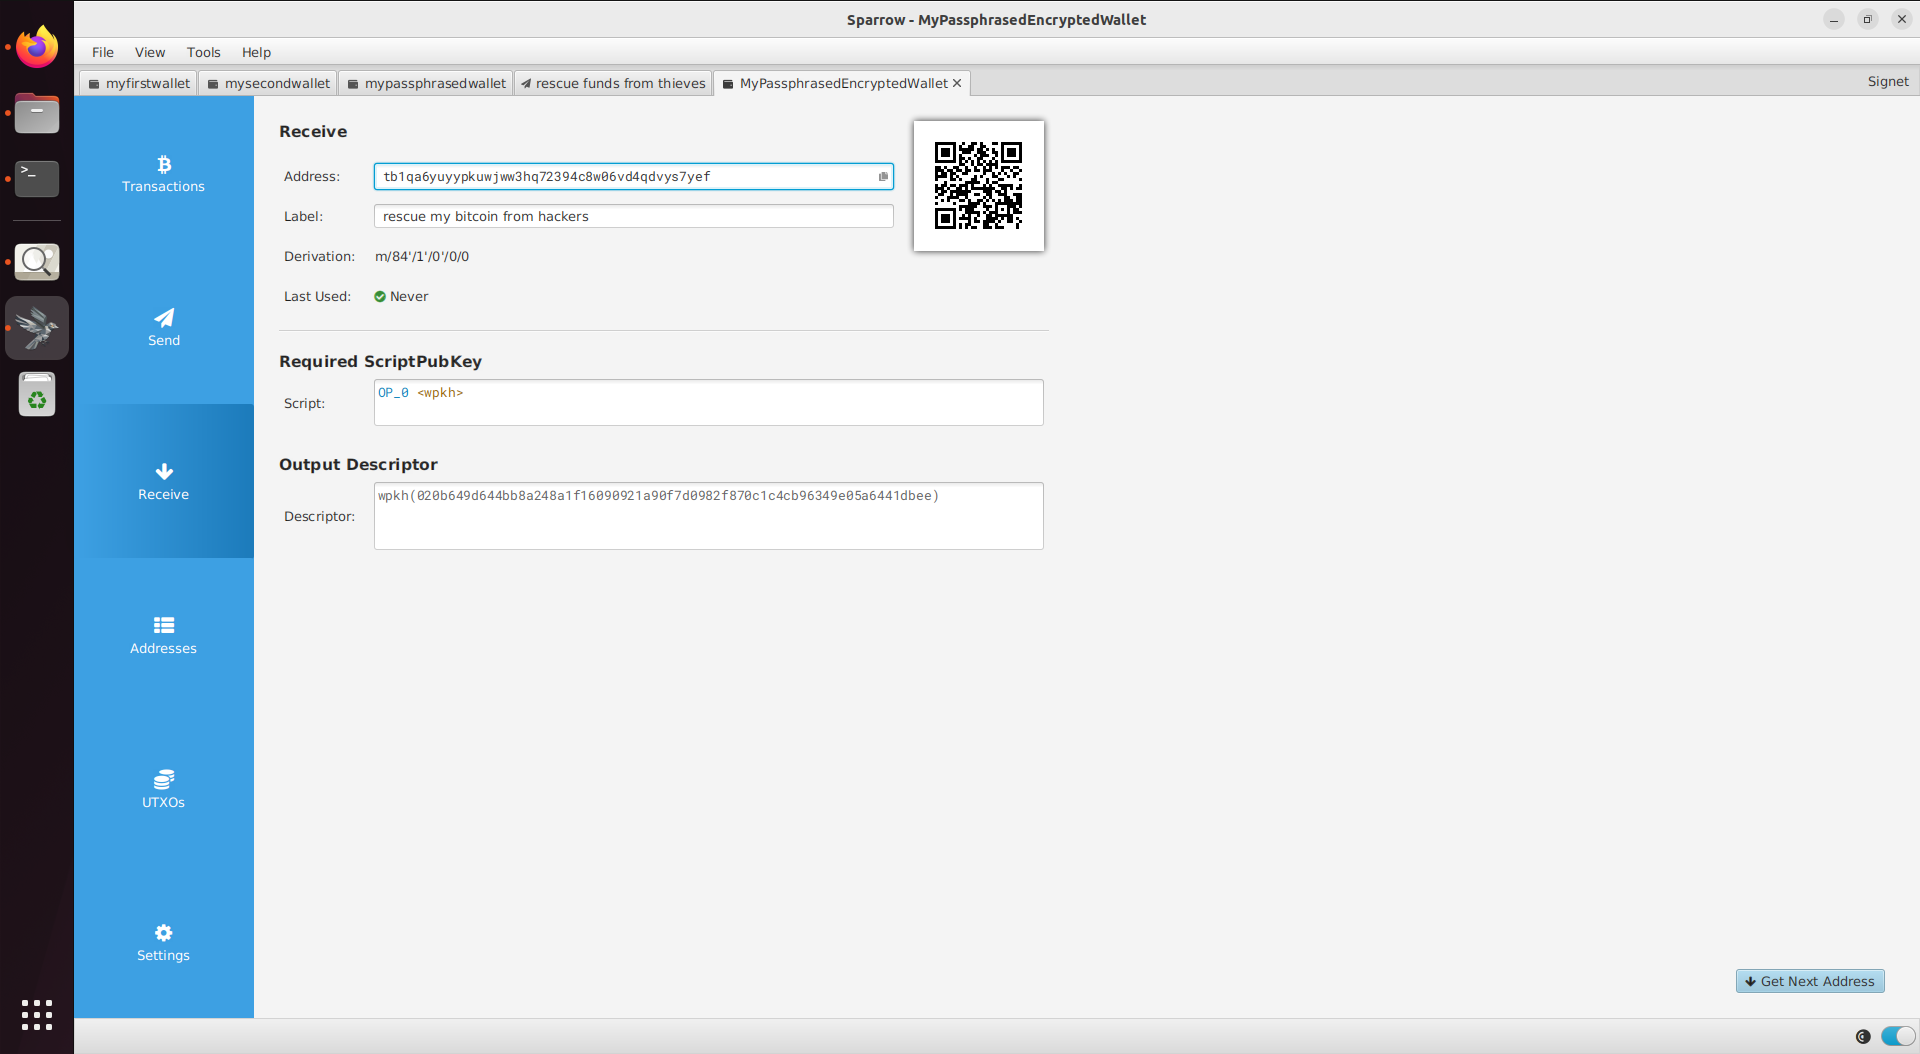 Sparrow - MyPassphrasedEncryptedWallet
File View Tools Help
myfirstwallet mysecondwallet mypassphrasedwallet rescue funds from thieves MyPassphrasedEncryptedWallet Signet
Transactions
Send
Receive
Addresses
UTXOs
Settings
Receive
Address: tb1qa6yuyypkuwjww3hq72394c8w06vd4qdvys7yef
Label: rescue my bitcoin from hackers
Derivation: m/84'/1'/0'/0/0
Last Used: Never
Required ScriptPubKey
Script: OP_0 <wpkh>
Output Descriptor
Descriptor: wpkh(020b649d644bb8a248a1f16090921a90f7d0982f870c1c4cb96349e05a6441dbee)
Get Next Address